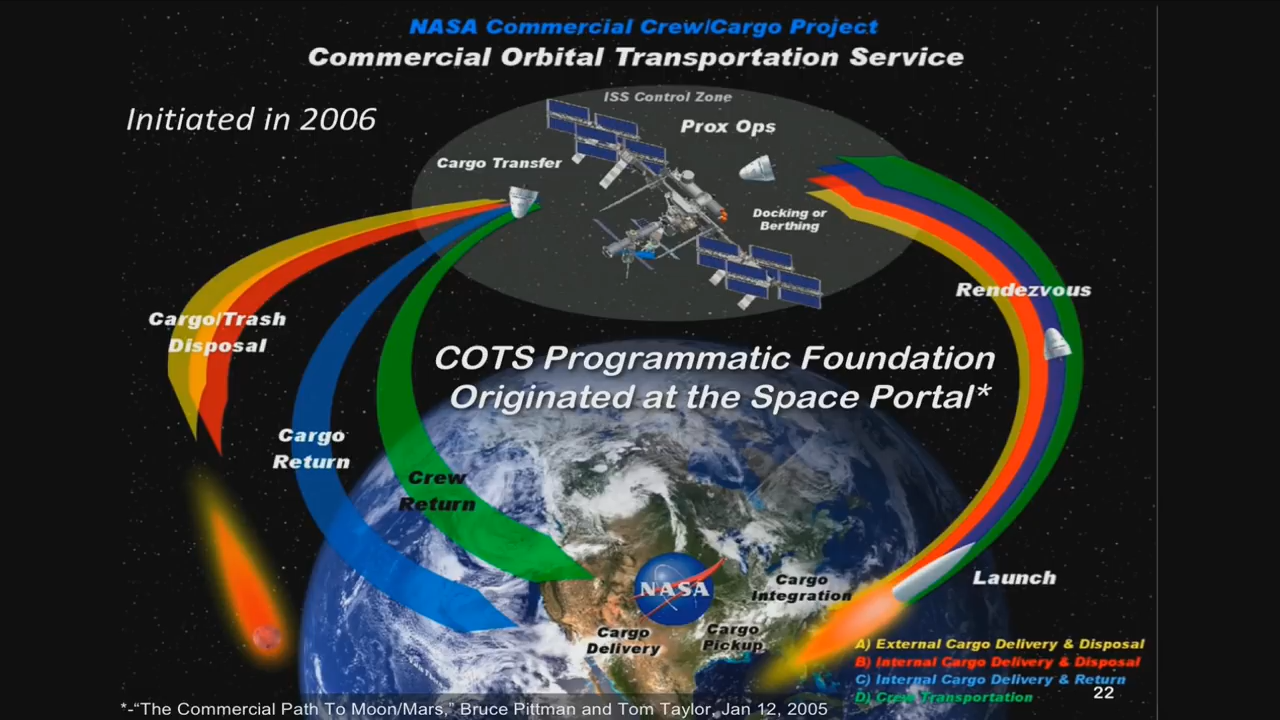 NASA Commercial Crew/Cargo Project
Commercial Orbital Transportation Service
Initiated in 2006
ISS Control Zone
Prox Ops
Cargo Transfer
Docking or
Berthing
Rendezvous
Cargo/Trash
Disposal
COTS Programmatic Foundation
Originated at the Space Portal*
Cargo
Return
Crew
Return
NASA
Launch
Cargo
Integration
Cargo
Delivery
Cargo
Pickup
A) External Cargo Delivery & Disposal
B) Internal Cargo Delivery & Disposal
C) Internal Cargo Delivery & Return
D) Crew Transportation
22
*-“The Commercial Path To Moon/Mars,” Bruce Pittman and Tom Taylor, Jan 12, 2005